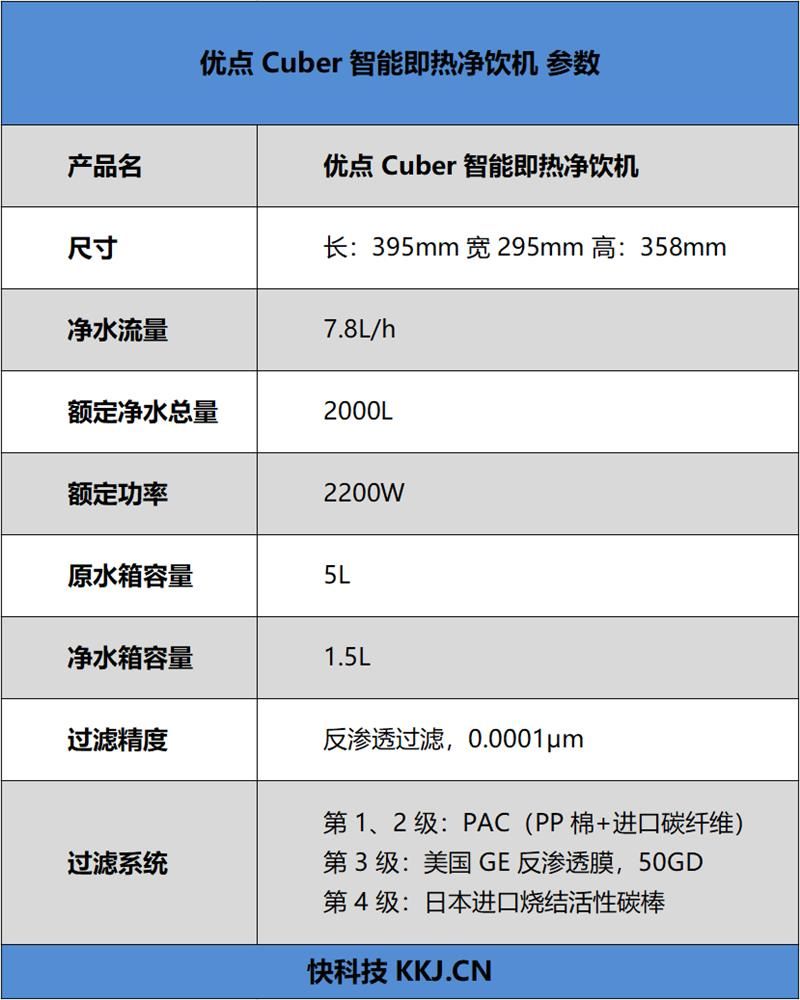 优点 Cuber 智能即热净饮机 参数
产品名
优点 Cuber 智能即热净饮机
尺寸
长：395mm 宽 295mm 高：358mm
净水流量
7.8L/h
额定净水总量
2000L
额定功率
2200W
原水箱容量
5L
净水箱容量
1.5L
过滤精度
反渗透过滤，0.0001μm
过滤系统
第 1、2 级：PAC（PP 棉+进口碳纤维）
第 3 级：美国 GE 反渗透膜，50GD
第 4 级：日本进口烧结活性碳棒
快科技 KKJ.CN